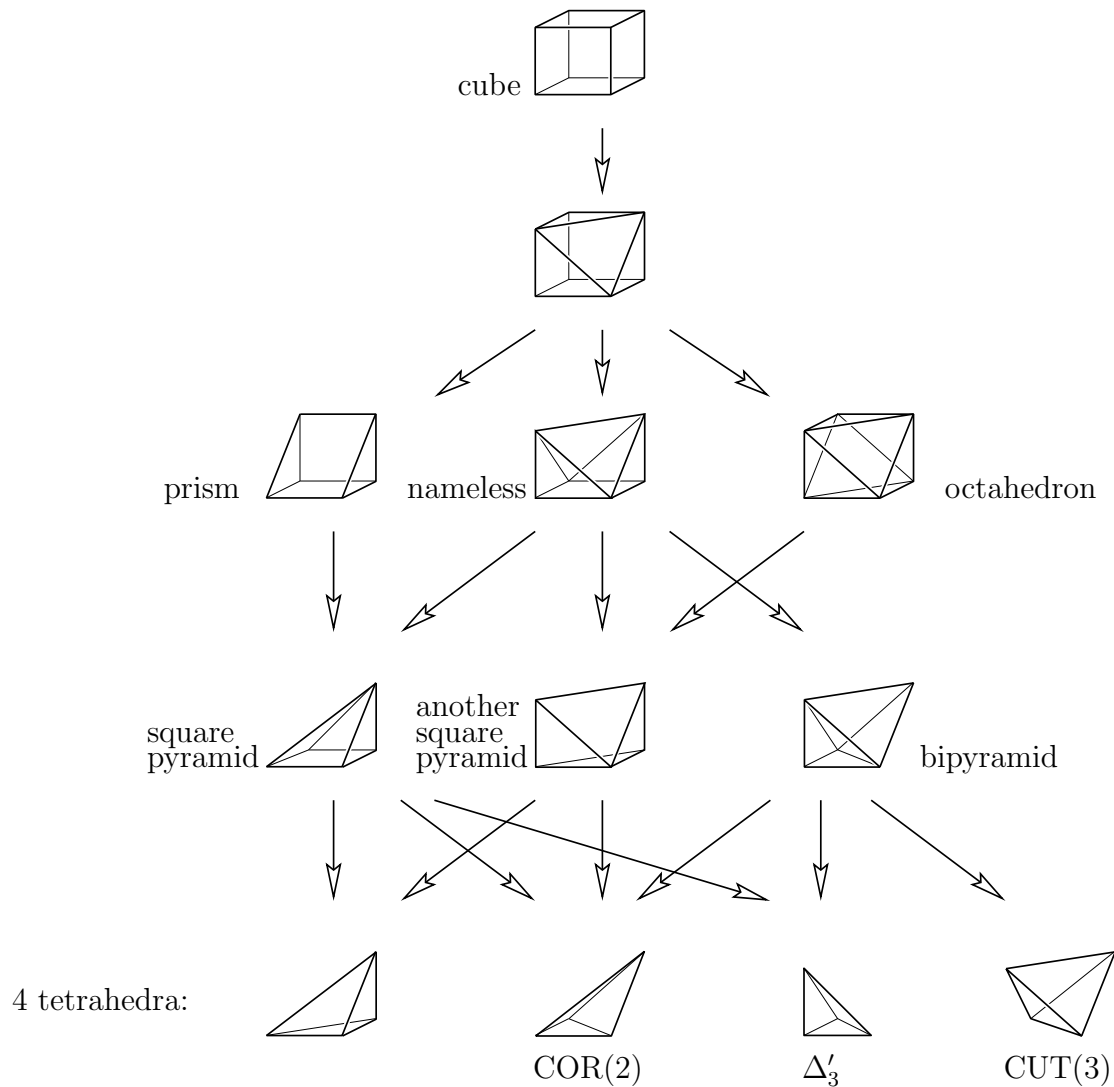 cube
prism
nameless
octahedron
square
pyramid
another
square
pyramid
bipyramid
4 tetrahedra:
COR(2)
Δ′₃
CUT(3)